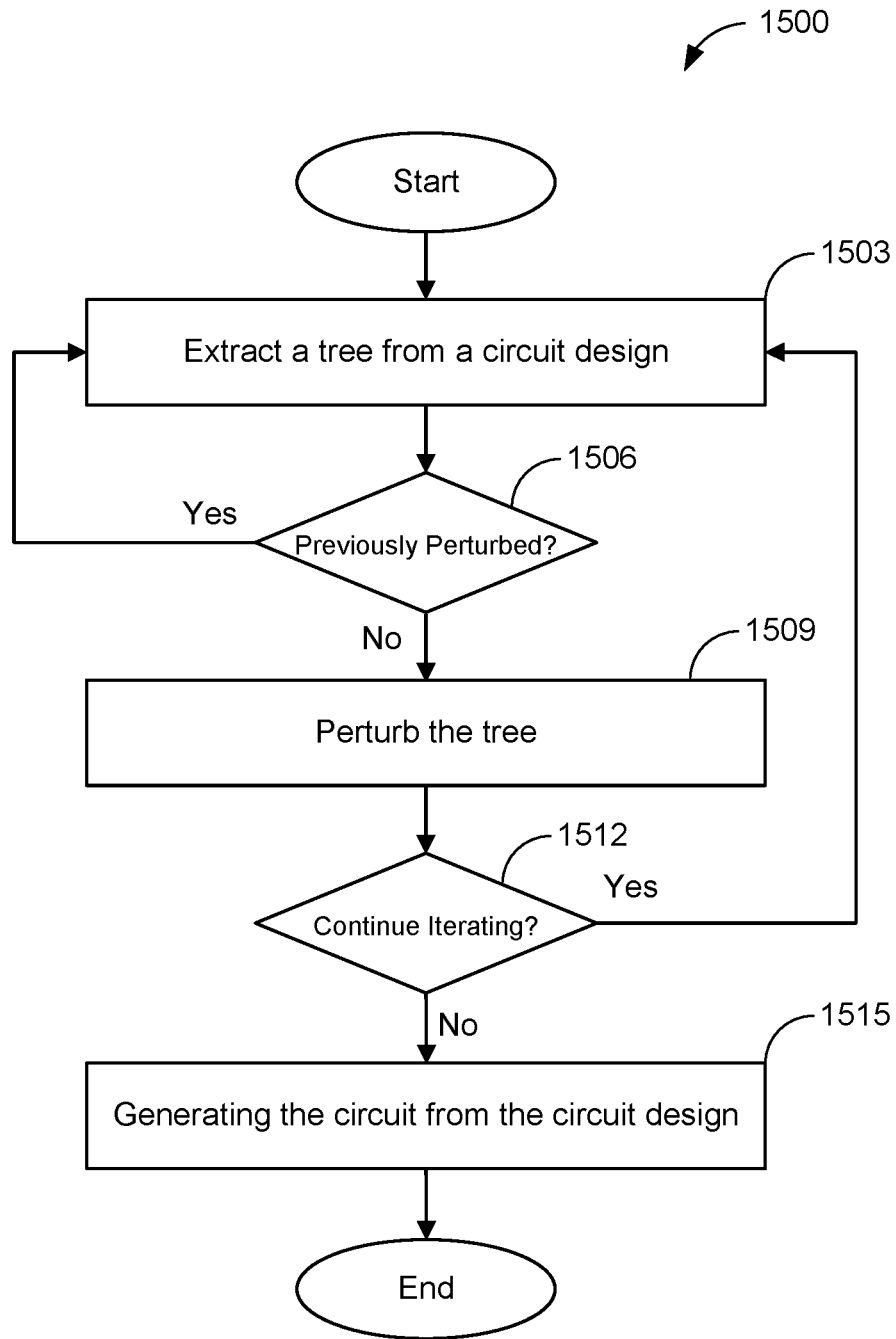 1500
Start
1503
Extract a tree from a circuit design
1506
Yes
Previously Perturbed?
No
1509
Perturb the tree
1512
Yes
Continue Iterating?
No
1515
Generating the circuit from the circuit design
End